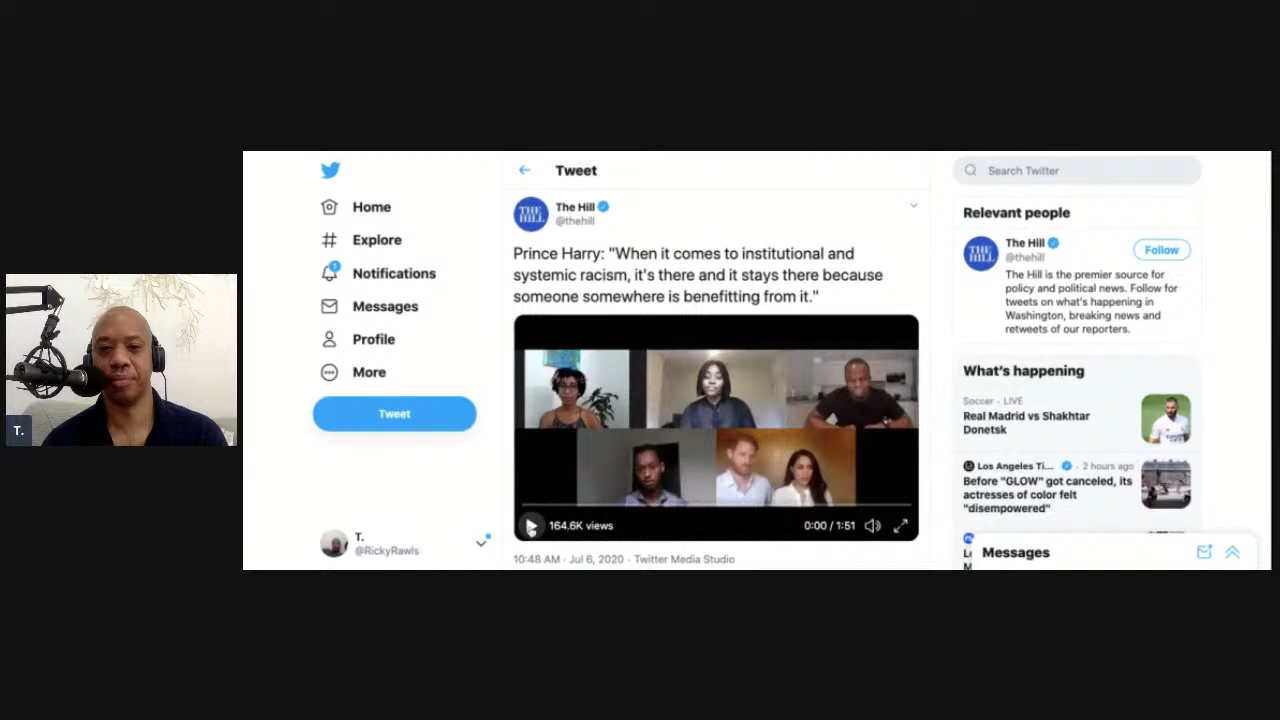 T.
Home
Explore
1
Notifications
Messages
Profile
More
Tweet
T.
@RickyRawls
Tweet
THE HILL
The Hill
@thehill
Prince Harry: "When it comes to institutional and
systemic racism, it's there and it stays there because
someone somewhere is benefitting from it."
164.6K views
0:00 / 1:51
10:48 AM · Jul 6, 2020 · Twitter Media Studio
Search Twitter
Relevant people
THE HILL
The Hill
@thehill
Follow
The Hill is the premier source for
policy and political news. Follow for
tweets on what's happening in
Washington, breaking news and
retweets of our reporters.
What's happening
Soccer · LIVE
Real Madrid vs Shakhtar
Donetsk
Los Angeles Ti... · 2 hours ago
Before "GLOW" got canceled, its
actresses of color felt
"disempowered"
Messages